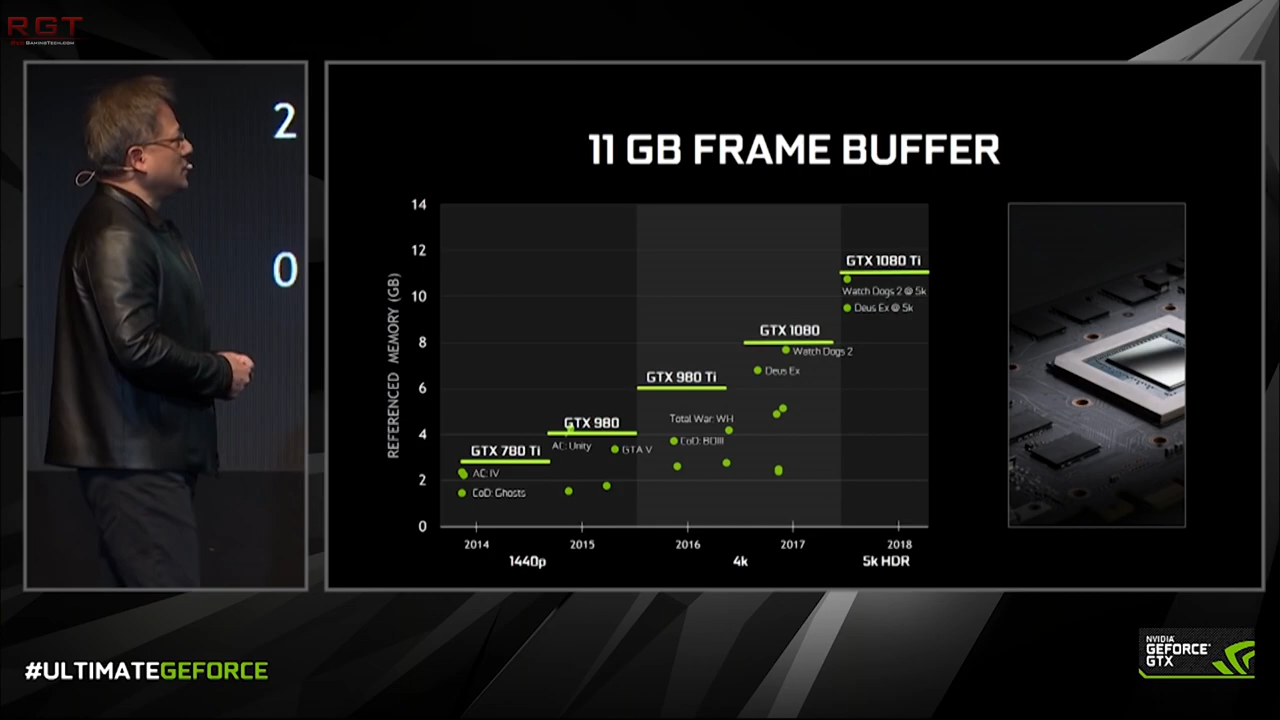 RGT
RedGamingTech.com
2
0
11 GB FRAME BUFFER
REFERENCED MEMORY (GB)
14
12
10
8
6
4
2
0
GTX 780 Ti
AC: IV
CoD: Ghosts
GTX 980
AC: Unity
GTA V
GTX 980 Ti
Total War: WH
CoD: BOIII
GTX 1080
Watch Dogs 2
Deus Ex
GTX 1080 Ti
Watch Dogs 2 @ 5k
Deus Ex @ 5k
2014
2015
2016
2017
2018
1440p
4k
5k HDR
#ULTIMATEGEFORCE
NVIDIA
GEFORCE
GTX